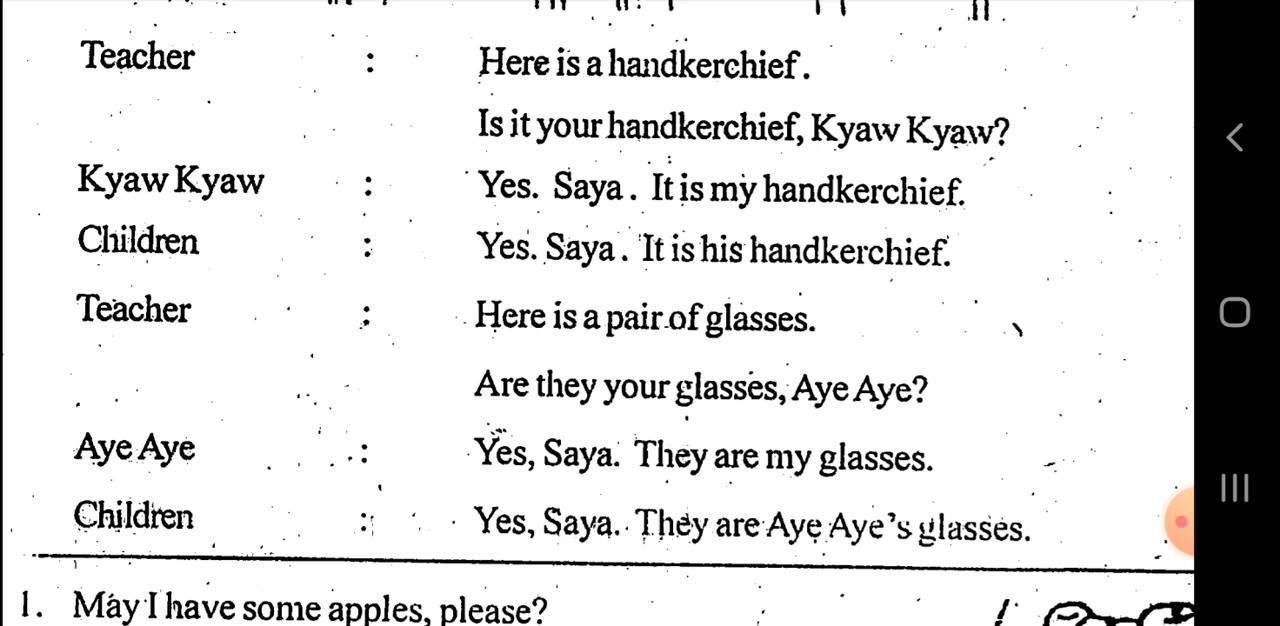 Teacher : Here is a handkerchief.
Is it your handkerchief, Kyaw Kyaw?
Kyaw Kyaw : Yes. Saya. It is my handkerchief.
Children : Yes. Saya. It is his handkerchief.
Teacher : Here is a pair of glasses.
Are they your glasses, Aye Aye?
Aye Aye : Yes, Saya. They are my glasses.
Children : Yes, Saya. They are Aye Aye's glasses.
1. May I have some apples, please?